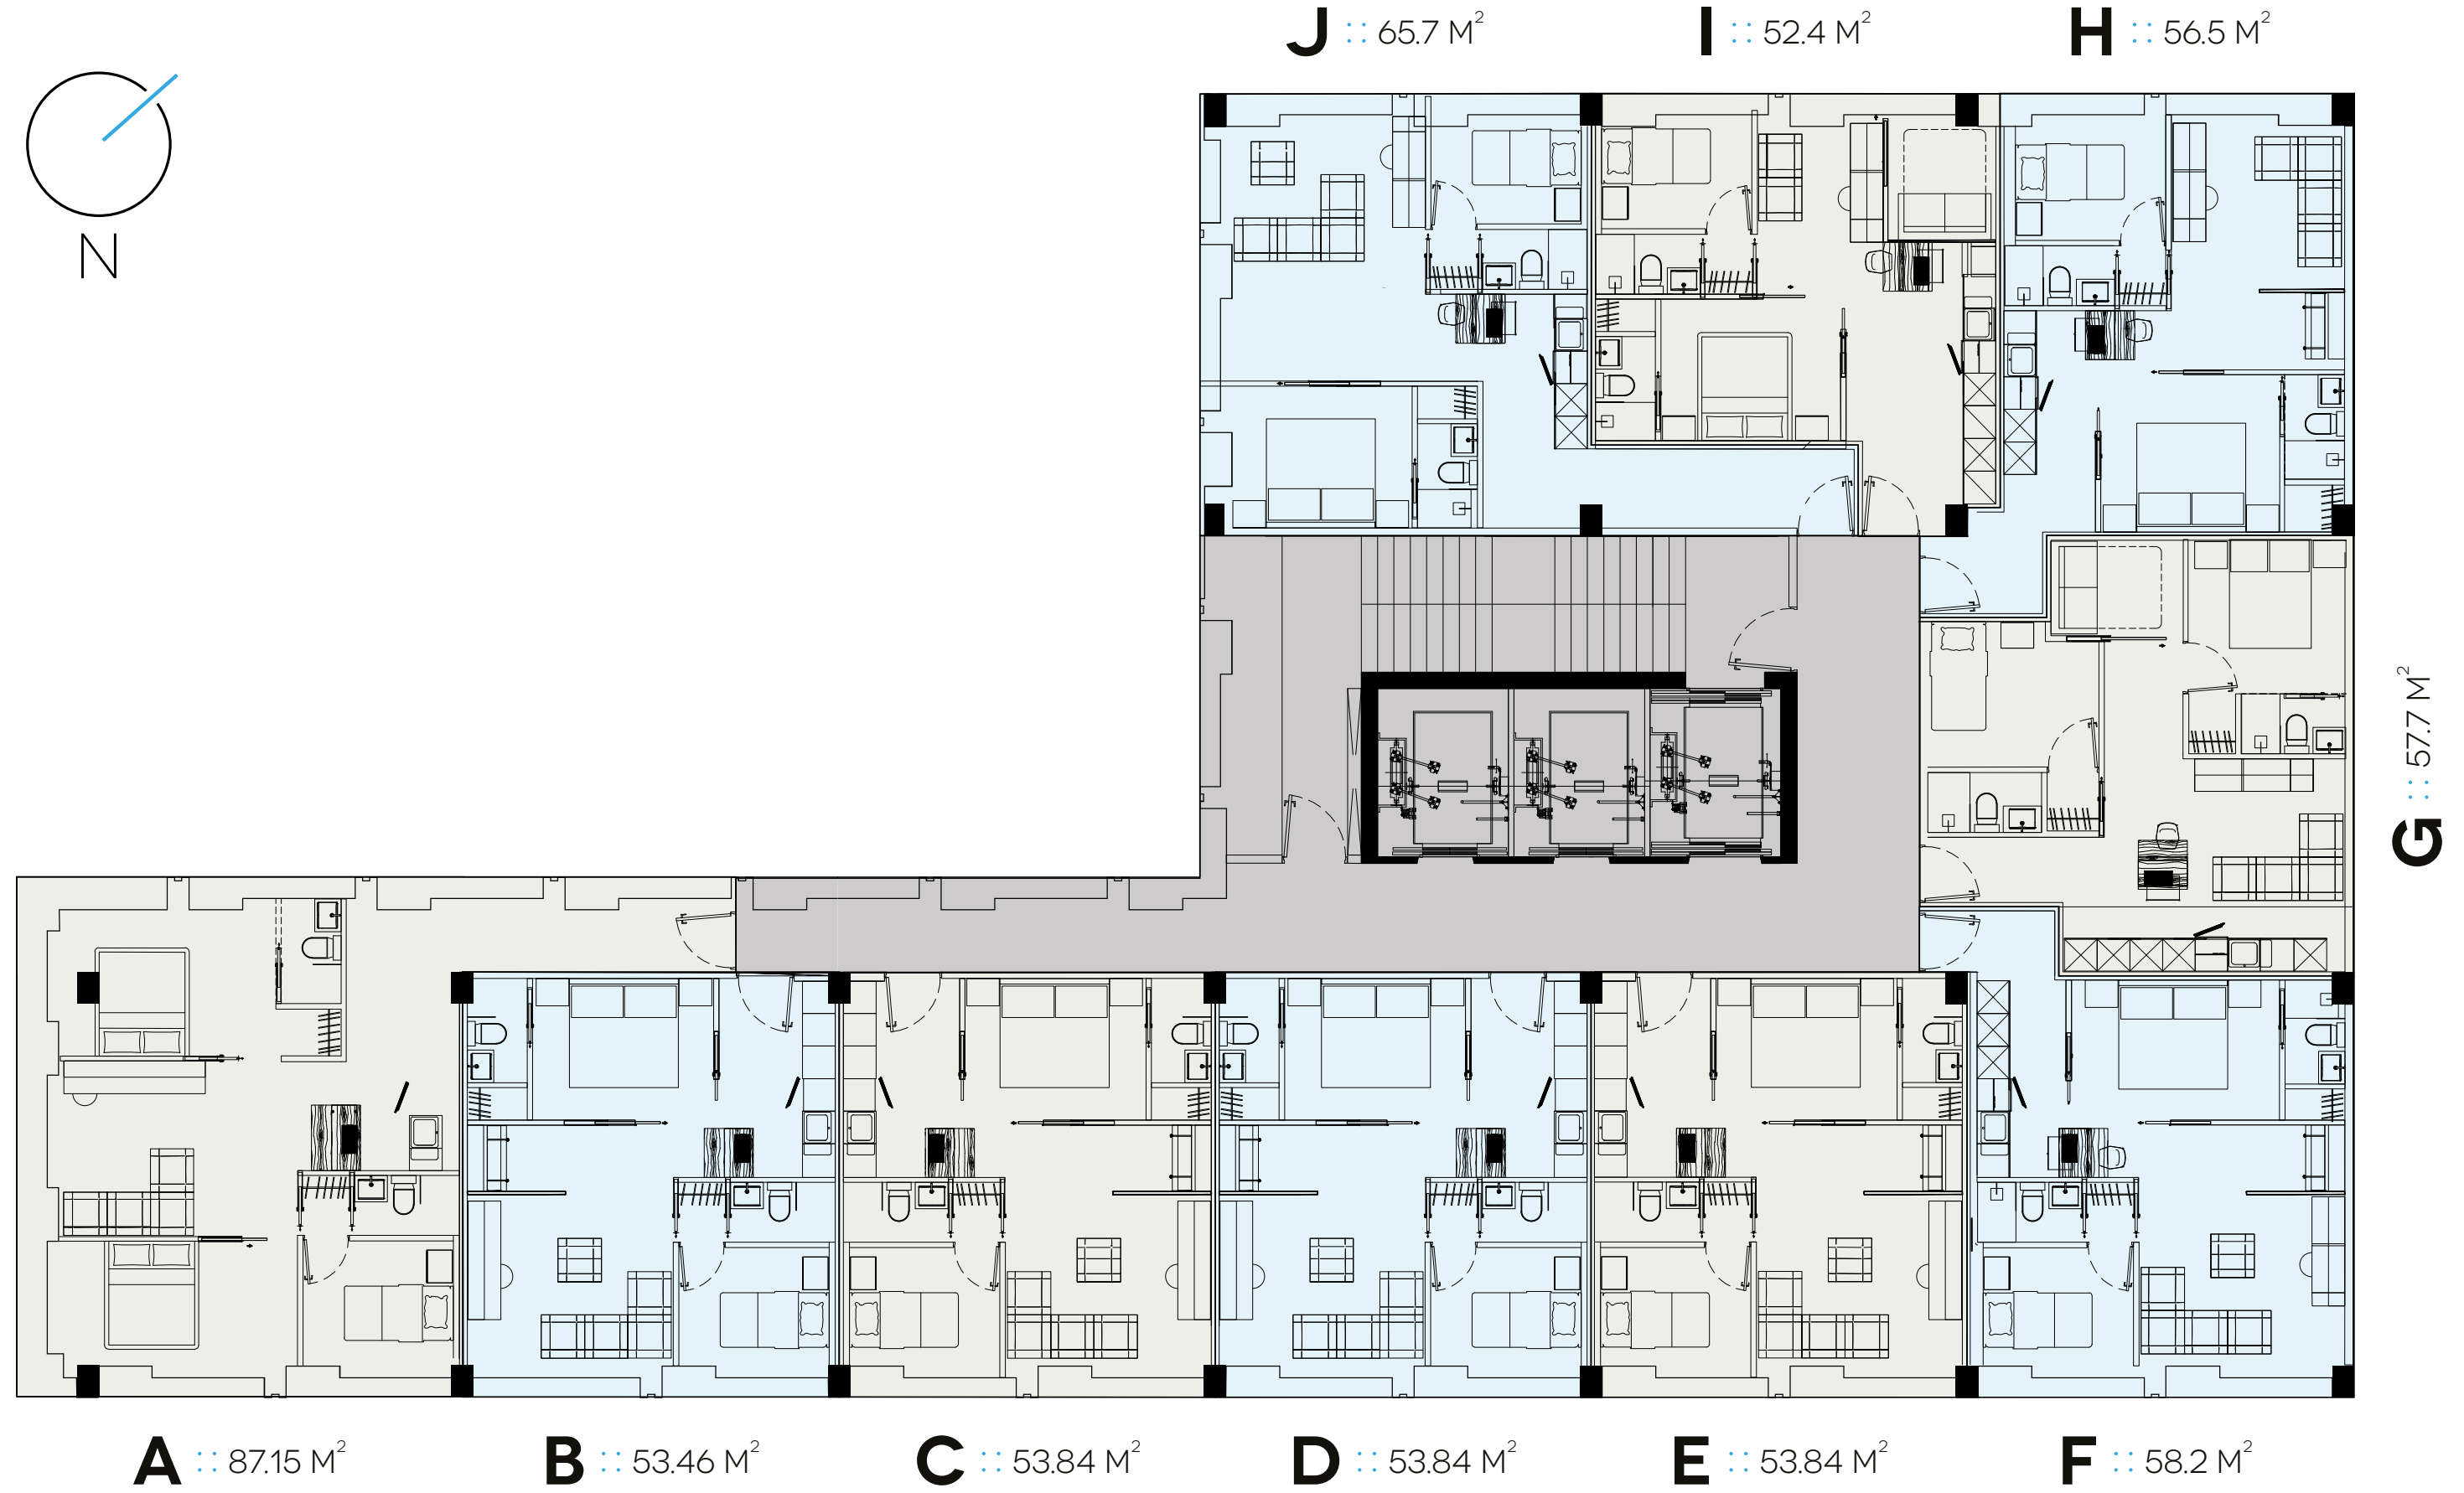 J :: 65.7 M²
I :: 52.4 M²
H :: 56.5 M²
N
G :: 57.7 M²
A :: 87.15 M²
B :: 53.46 M²
C :: 53.84 M²
D :: 53.84 M²
E :: 53.84 M²
F :: 58.2 M²